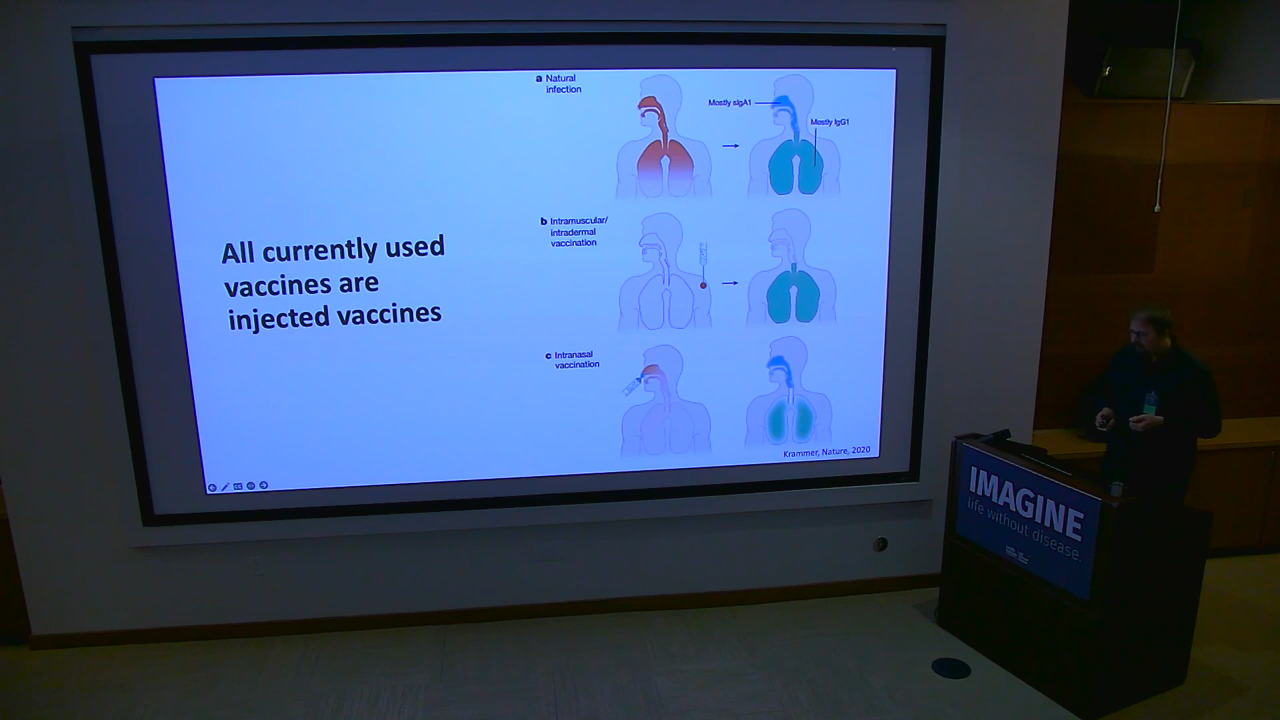 All currently used
vaccines are
injected vaccines
a Natural
infection
Mostly sIgA1
Mostly IgG1
b Intramuscular/
intradermal
vaccination
c Intranasal
vaccination
Krammer, Nature, 2020
IMAGINE
life without disease.